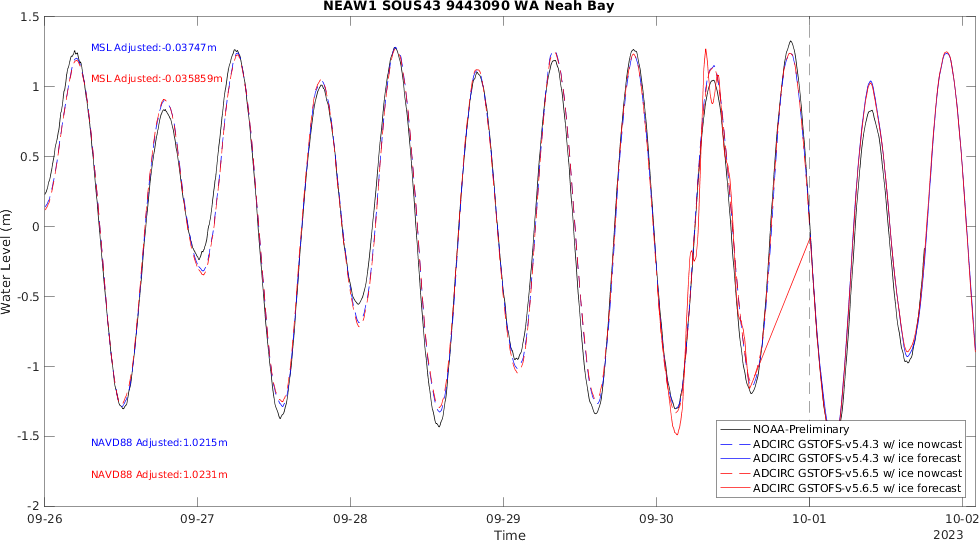 NEAW1 SOUS43 9443090 WA Neah Bay
1.5
1
0.5
0
-0.5
-1
-1.5
-2
Water Level (m)
MSL Adjusted:-0.03747m
MSL Adjusted:-0.035859m
NAVD88 Adjusted:1.0215m
NAVD88 Adjusted:1.0231m
NOAA-Preliminary
ADCIRC GSTOFS-v5.4.3 w/ ice nowcast
ADCIRC GSTOFS-v5.4.3 w/ ice forecast
ADCIRC GSTOFS-v5.6.5 w/ ice nowcast
ADCIRC GSTOFS-v5.6.5 w/ ice forecast
09-26 09-27 09-28 09-29 09-30 10-01 10-02
Time
2023